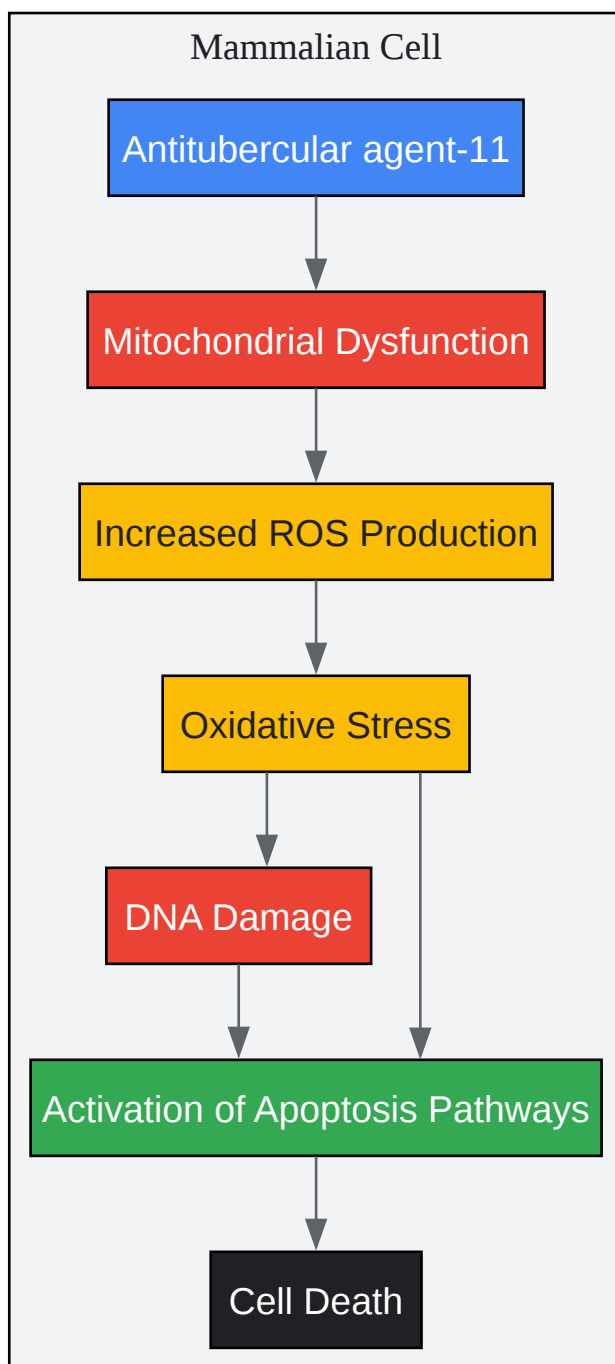 Mammalian Cell
Antitubercular agent-11
Mitochondrial Dysfunction
Increased ROS Production
Oxidative Stress
DNA Damage
Activation of Apoptosis Pathways
Cell Death